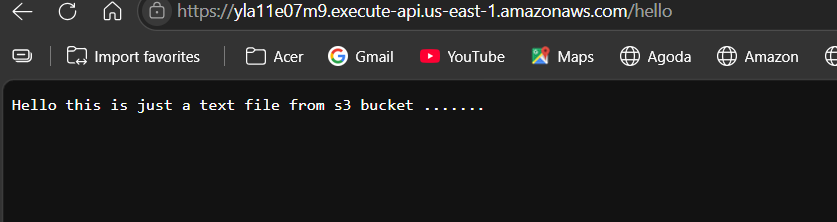 https://yla11e07m9.execute-api.us-east-1.amazonaws.com/hello
Import favorites Acer Gmail YouTube Maps Agoda Amazon
Hello this is just a text file from s3 bucket .......